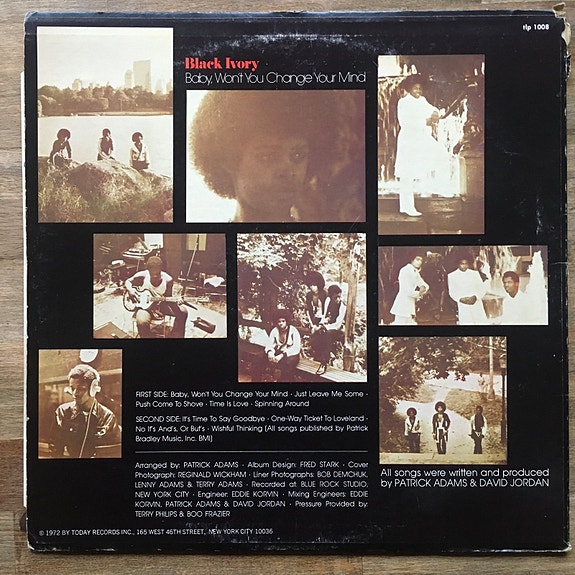 tlp 1008
Black Ivory
Baby, Won't You Change Your Mind
FIRST SIDE: Baby, Won't You Change Your Mind · Just Leave Me Some ·
Push Come To Shove · Time Is Love · Spinning Around
SECOND SIDE: It's Time To Say Goodbye · One-Way Ticket To Loveland ·
No If's And's, Or But's · Wishful Thinking (All songs published by Patrick
Bradley Music, Inc. BMI)
Arranged by: PATRICK ADAMS · Album Design: FRED STARK · Cover
Photograph: REGINALD WICKHAM · Liner Photographs: BOB DEMCHUK,
LENNY ADAMS & TERRY ADAMS · Recorded at: BLUE ROCK STUDIO,
NEW YORK CITY · Engineer: EDDIE KORVIN · Mixing Engineers: EDDIE
KORVIN, PATRICK ADAMS & DAVID JORDAN · Pressure Provided by:
TERRY PHILIPS & BOO FRAZIER
All songs were written and produced
by PATRICK ADAMS & DAVID JORDAN
© 1972 BY TODAY RECORDS INC., 165 WEST 46TH STREET, NEW YORK CITY 10036